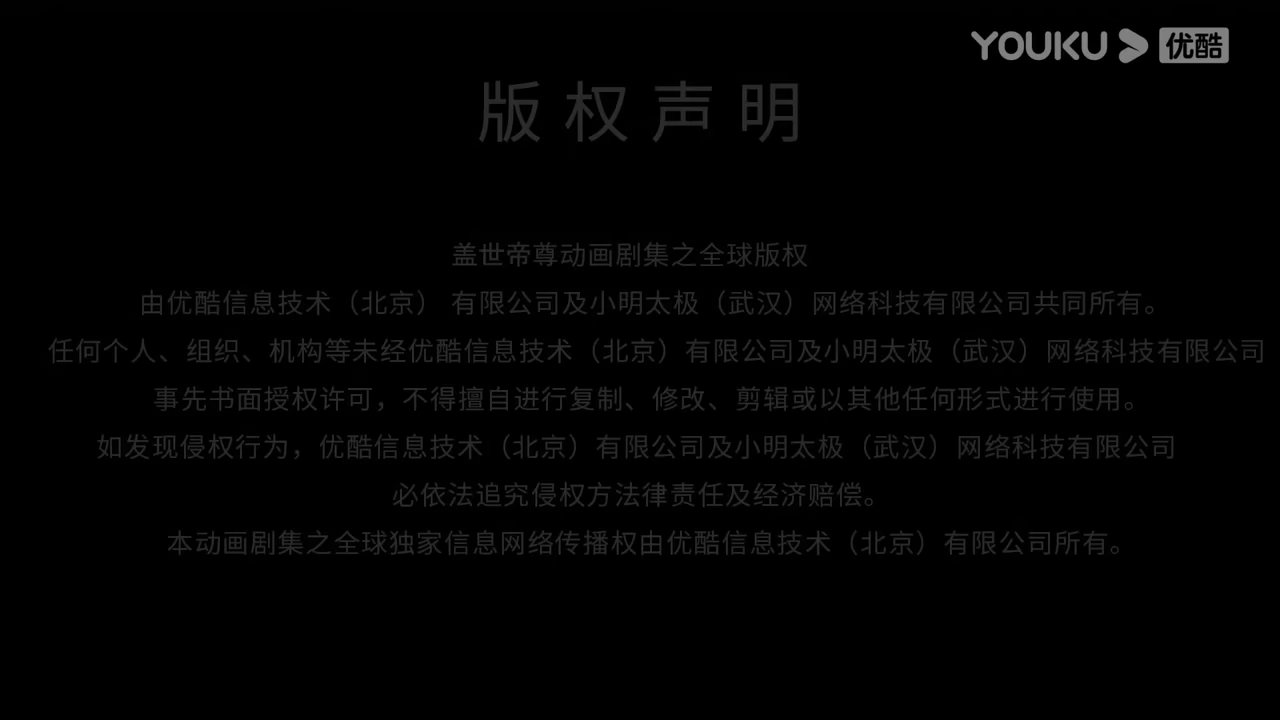 YOUKU 优酷
版权声明
盖世帝尊动画剧集之全球版权
由优酷信息技术（北京） 有限公司及小明太极（武汉）网络科技有限公司共同所有。
任何个人、组织、机构等未经优酷信息技术（北京）有限公司及小明太极（武汉）网络科技有限公司
事先书面授权许可，不得擅自进行复制、修改、剪辑或以其他任何形式进行使用。
如发现侵权行为，优酷信息技术（北京）有限公司及小明太极（武汉）网络科技有限公司
必依法追究侵权方法律责任及经济赔偿。
本动画剧集之全球独家信息网络传播权由优酷信息技术（北京）有限公司所有。